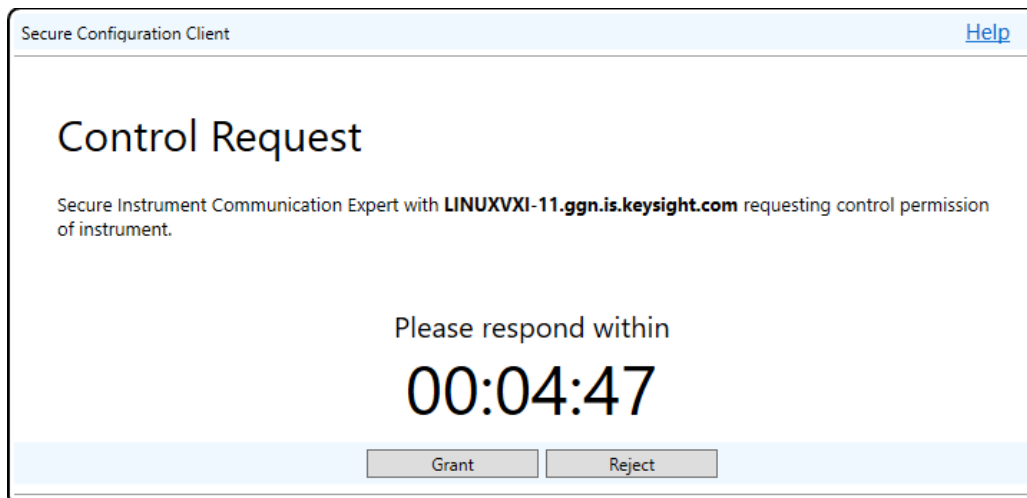 Secure Configuration Client
Help
Control Request
Secure Instrument Communication Expert with LINUXVXI-11.ggn.is.keysight.com requesting control permission
of instrument.
Please respond within
00:04:47
Grant
Reject